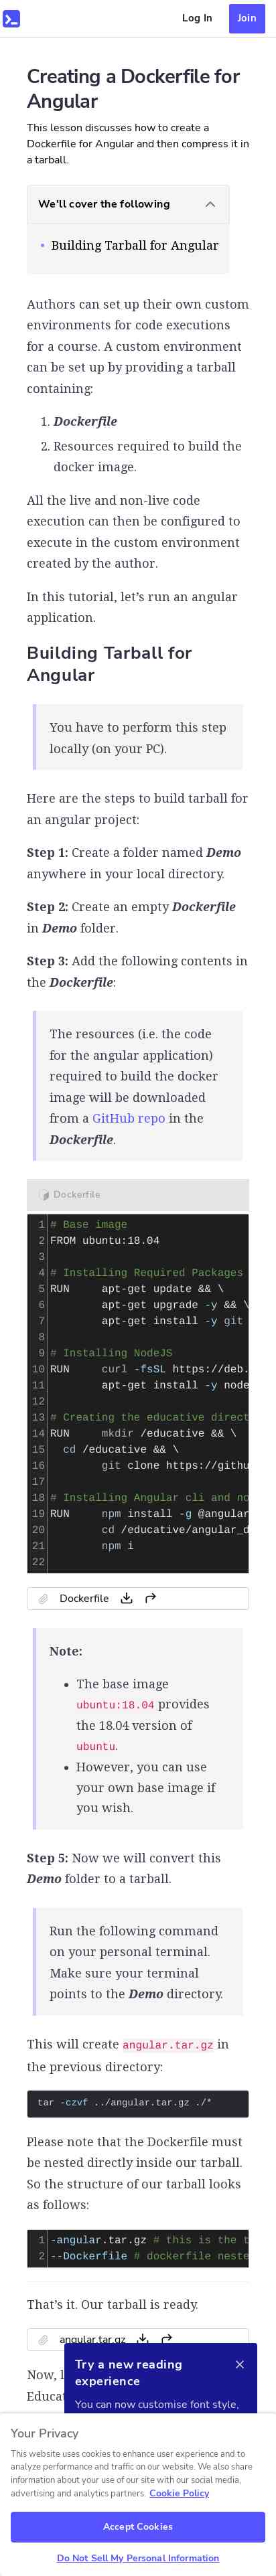 Log In
Join
Creating a Dockerfile for
Angular
This lesson discusses how to create a
Dockerfile for Angular and then compress it in
a tarball.
We'll cover the following
• Building Tarball for Angular
Authors can set up their own custom
environments for code executions
for a course. A custom environment
can be set up by providing a tarball
containing:
1. Dockerfile
2. Resources required to build the
docker image.
All the live and non-live code
execution can then be configured to
execute in the custom environment
created by the author.
In this tutorial, let's run an angular
application.
Building Tarball for
Angular
You have to perform this step
locally (on your PC).
Here are the steps to build tarball for
an angular project:
Step 1: Create a folder named Demo
anywhere in your local directory.
Step 2: Create an empty Dockerfile
in Demo folder.
Step 3: Add the following contents in
the Dockerfile:
The resources (i.e. the code
for the angular application)
required to build the docker
image will be downloaded
from a GitHub repo in the
Dockerfile.
Dockerfile
1 # Base image
2 FROM ubuntu:18.04
3
4 # Installing Required Packages
5 RUN apt-get update && \
6 apt-get upgrade -y && \
7 apt-get install -y git
8
9 # Installing NodeJS
10 RUN curl -fsSL https://deb.
11 apt-get install -y node
12
13 # Creating the educative direct
14 RUN mkdir /educative && \
15 cd /educative && \
16 git clone https://githu
17
18 # Installing Angular cli and no
19 RUN npm install -g @angular
20 cd /educative/angular_d
21 npm i
22
Dockerfile
Note:
• The base image
ubuntu:18.04 provides
the 18.04 version of
ubuntu.
• However, you can use
your own base image if
you wish.
Step 5: Now we will convert this
Demo folder to a tarball.
Run the following command
on your personal terminal.
Make sure your terminal
points to the Demo directory.
This will create angular.tar.gz in
the previous directory:
tar -czvf ../angular.tar.gz ./*
Please note that the Dockerfile must
be nested directly inside our tarball.
So the structure of our tarball looks
as follows:
1 -angular.tar.gz # this is the t
2 --Dockerfile # dockerfile neste
That's it. Our tarball is ready.
angular.tar.gz
Now, l
Educat
Try a new reading
experience
You can now customise font style,
Your Privacy
This website uses cookies to enhance user experience and to
analyze performance and traffic on our website. We also share
information about your use of our site with our social media,
advertising and analytics partners. Cookie Policy
Accept Cookies
Do Not Sell My Personal Information